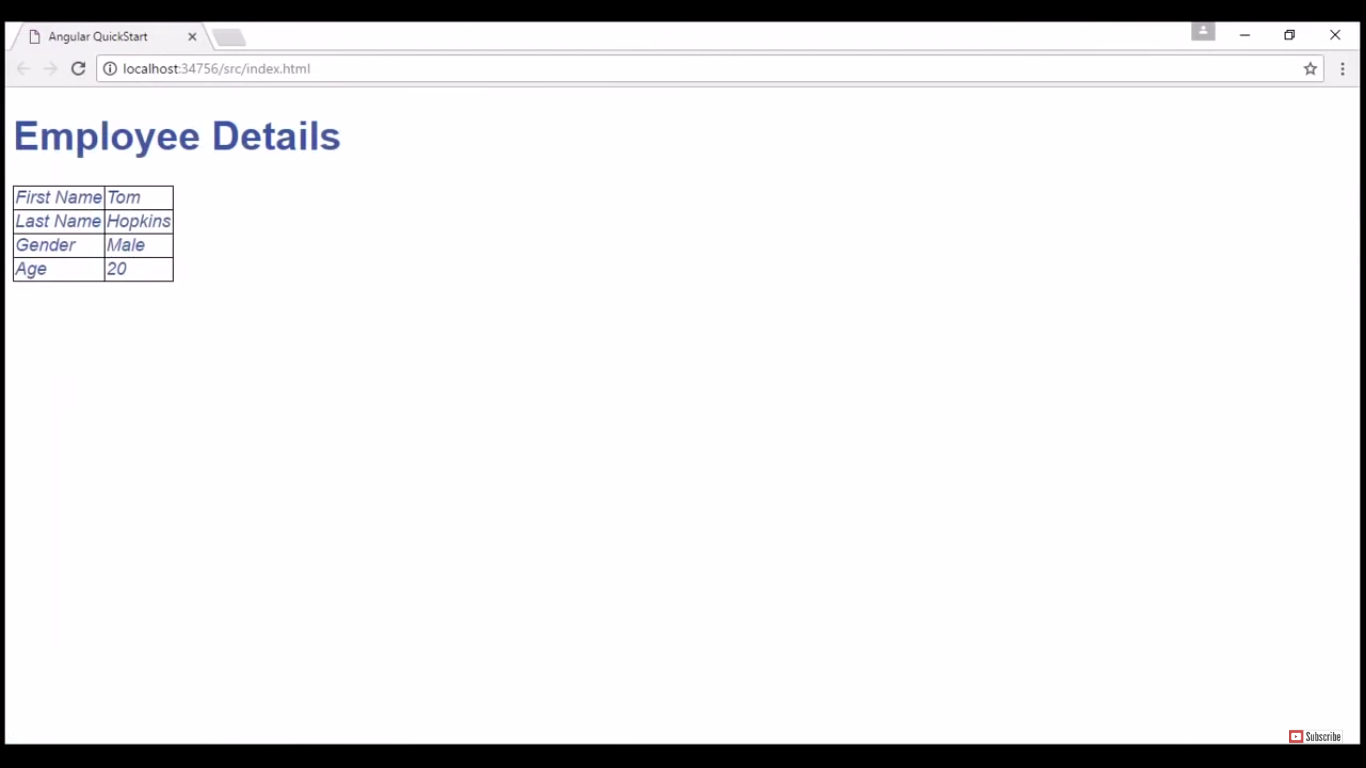 Angular QuickStart
localhost:34756/src/index.html
Employee Details
First Name Tom
Last Name Hopkins
Gender Male
Age 20
Subscribe